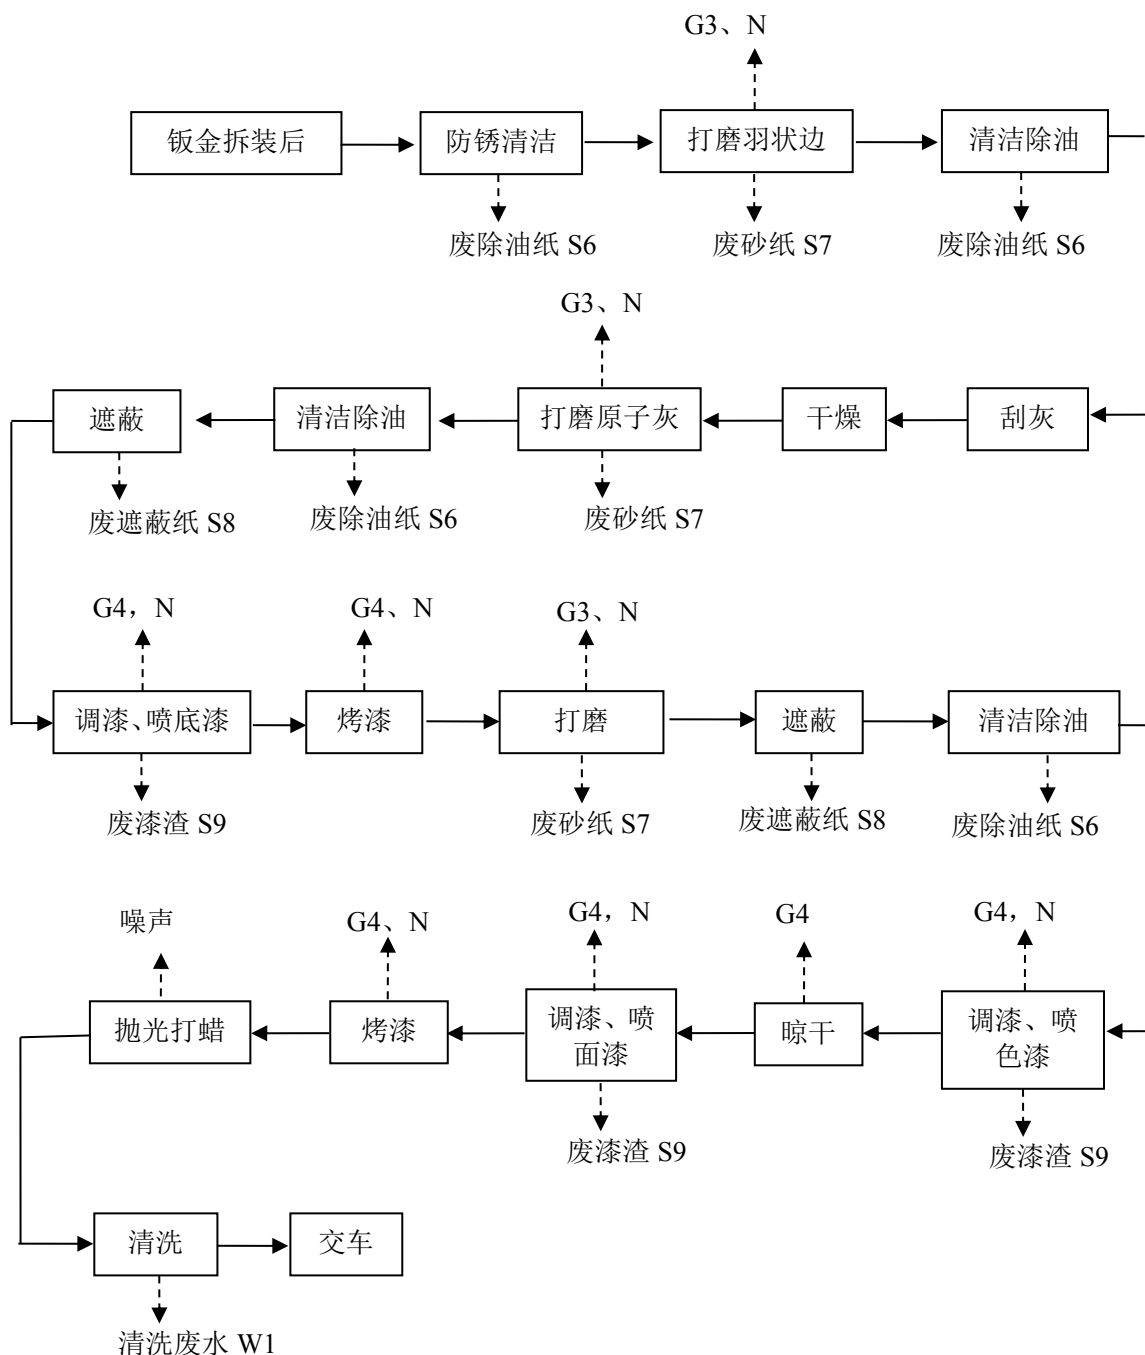 G3、N
钣金拆装后
防锈清洁
打磨羽状边
清洁除油
废除油纸 S6
废砂纸 S7
废除油纸 S6
G3、N
遮蔽
清洁除油
打磨原子灰
干燥
刮灰
废遮蔽纸 S8
废除油纸 S6
废砂纸 S7
G4，N
G4、N
G3、N
调漆、喷底漆
烤漆
打磨
遮蔽
清洁除油
废漆渣 S9
废砂纸 S7
废遮蔽纸 S8
废除油纸 S6
噪声
G4、N
G4，N
G4
G4，N
抛光打蜡
烤漆
调漆、喷
面漆
晾干
调漆、喷
色漆
废漆渣 S9
废漆渣 S9
清洗
交车
清洗废水 W1